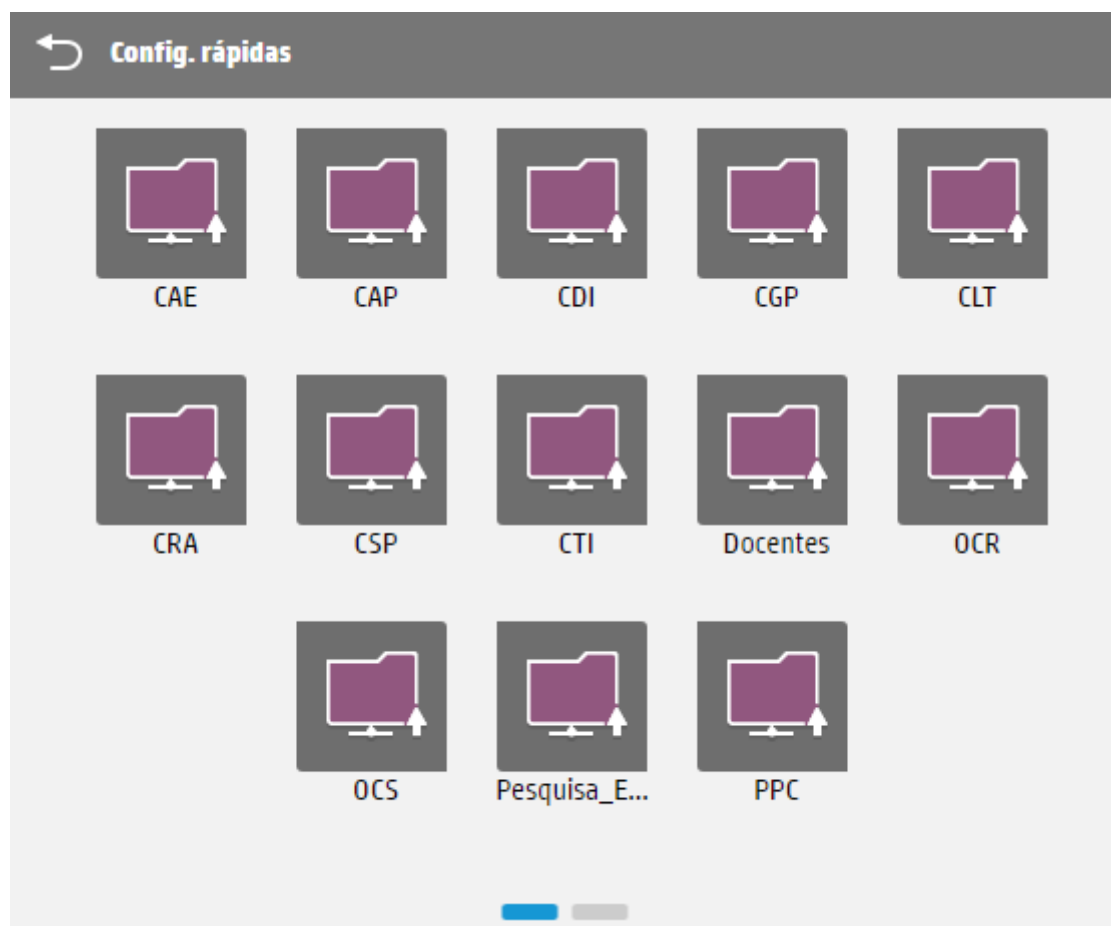 Config. rápidas
CAE CAP CDI CGP CLT
CRA CSP CTI Docentes OCR
OCS Pesquisa_E... PPC